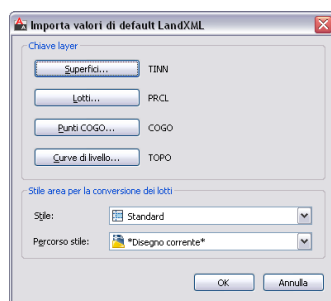 Importa valori di default LandXML
Chiave layer
Superfici... TINN
Lotti... PRCL
Punti COGO... COGO
Curve di livello... TOPO
Stile area per la conversione dei lotti
Stile: Standard
Percorso stile: *Disegno corrente*
OK Annulla